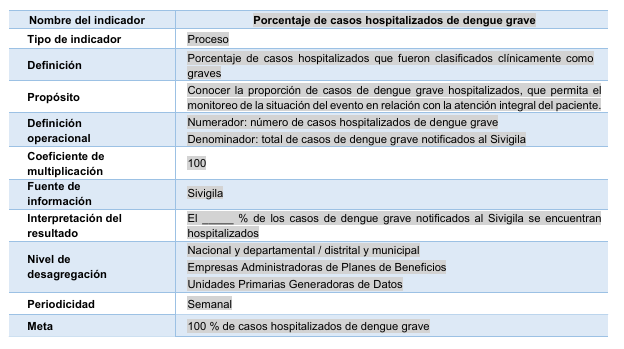 Nombre del indicador Porcentaje de casos hospitalizados de dengue grave
Tipo de indicador Proceso
Definición Porcentaje de casos hospitalizados que fueron clasificados clínicamente como
graves
Propósito Conocer la proporción de casos de dengue grave hospitalizados, que permita el
monitoreo de la situación del evento en relación con la atención integral del paciente.
Definición
operacional
Numerador: número de casos hospitalizados de dengue grave
Denominador: total de casos de dengue grave notificados al Sivigila
Coeficiente de
multiplicación
100
Fuente de
información
Sivigila
Interpretación del
resultado
El _____ % de los casos de dengue grave notificados al Sivigila se encuentran
hospitalizados
Nivel de
desagregación
Nacional y departamental / distrital y municipal
Empresas Administradoras de Planes de Beneficios
Unidades Primarias Generadoras de Datos
Periodicidad Semanal
Meta 100 % de casos hospitalizados de dengue grave